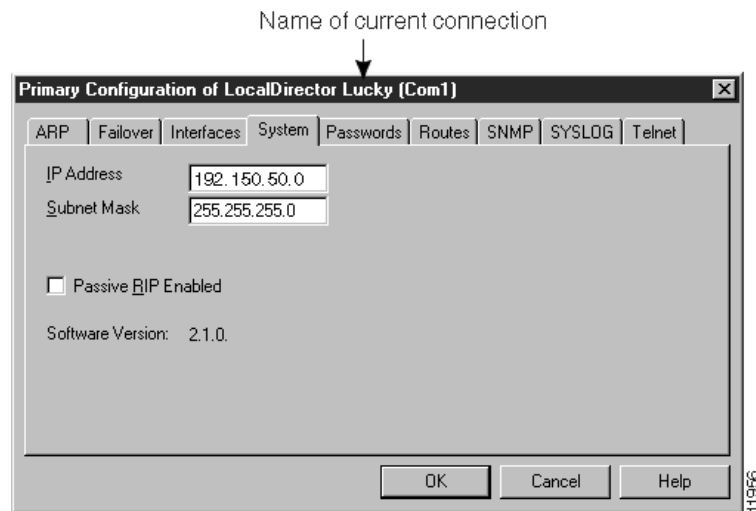 Name of current connection
Primary Configuration of LocalDirector Lucky (Com1)
ARP Failover Interfaces System Passwords Routes SNMP SYSLOG Telnet
IP Address 192.150.50.0
Subnet Mask 255.255.255.0
Passive RIP Enabled
Software Version: 2.1.0.
OK Cancel Help
11956